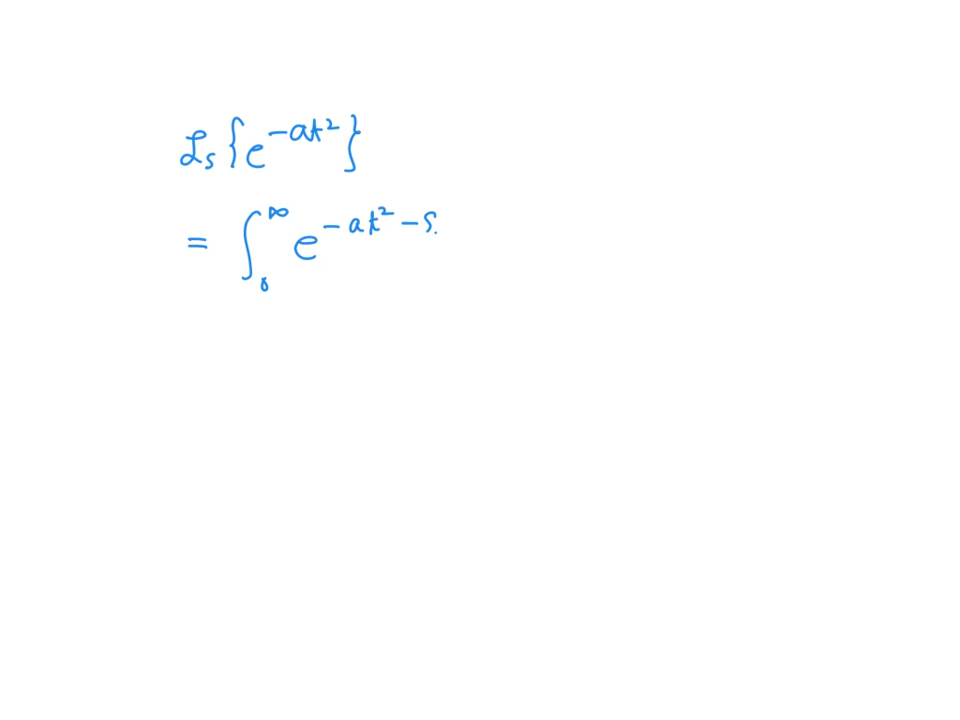 ℒₛ{e^{-at²}}
= ∫₀^∞ e^{-at²-s